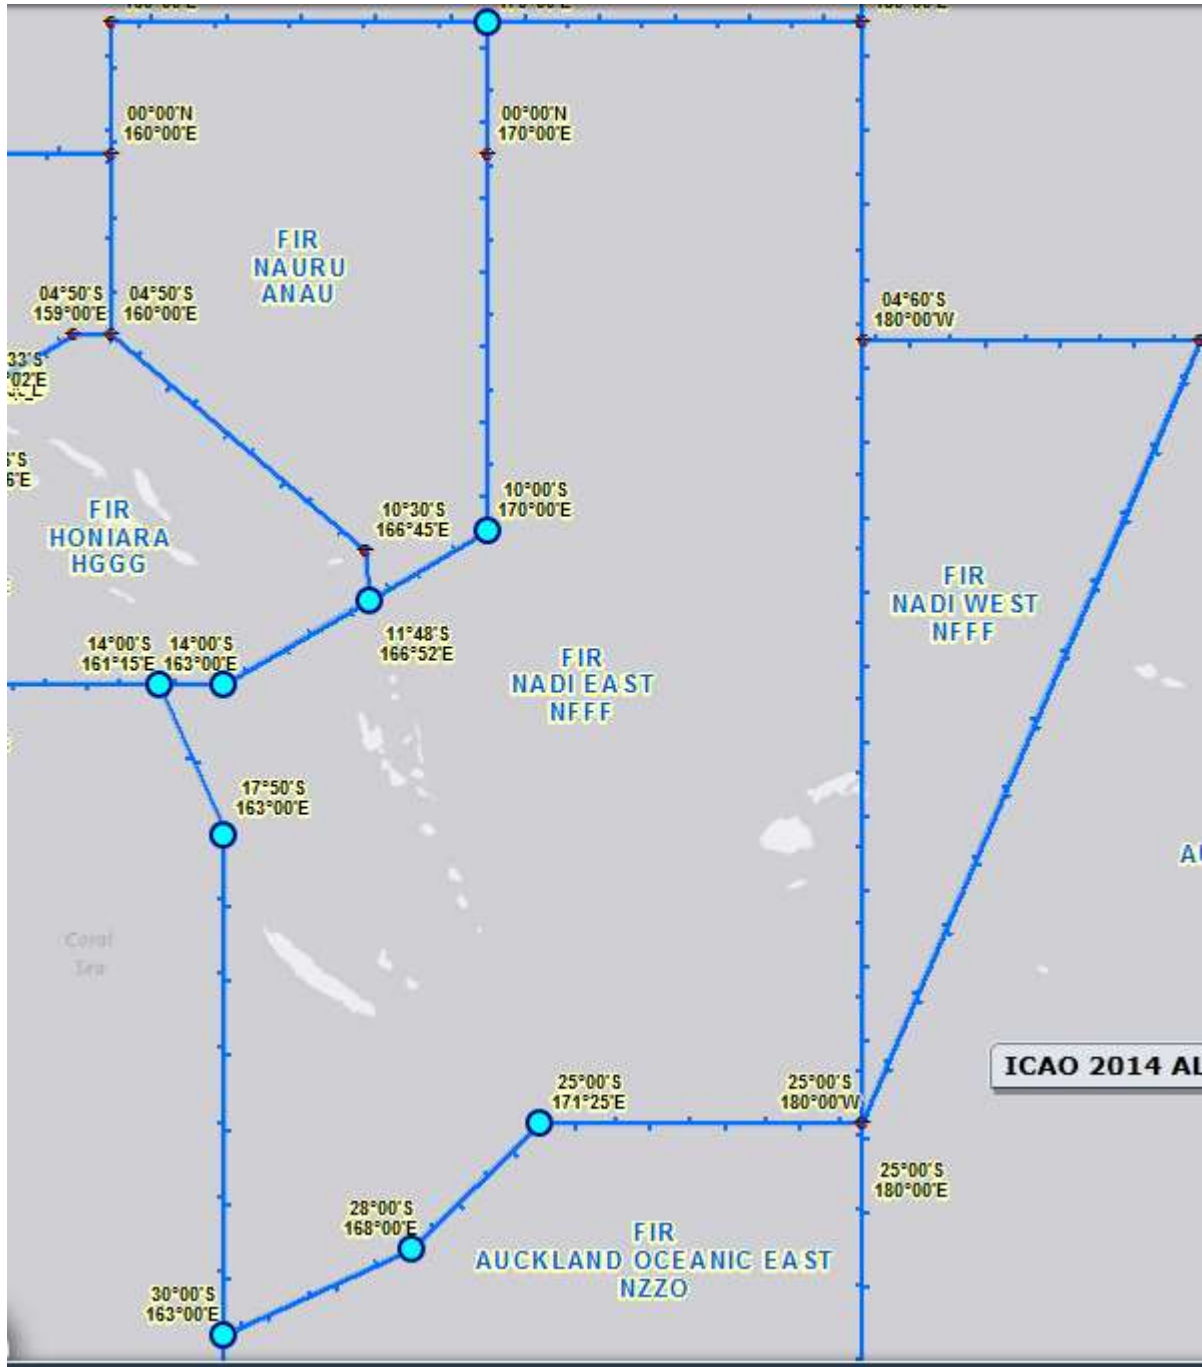 00°00'N
160°00'E
00°00'N
170°00'E
FIR
NAURU
ANAU
04°50'S
159°00'E
04°50'S
160°00'E
04°60'S
180°00'W
33'S
02'E
S
6'E
FIR
HONIARA
HGGG
10°30'S
166°45'E
10°00'S
170°00'E
FIR
NADI WEST
NFFF
14°00'S
161°15'E
14°00'S
163°00'E
11°48'S
166°52'E
FIR
NADI EAST
NFFF
17°50'S
163°00'E
Coral
Sea
ICAO 2014 AL
25°00'S
171°25'E
25°00'S
180°00'W
25°00'S
180°00'E
28°00'S
168°00'E
FIR
AUCKLAND OCEANIC EAST
NZZO
30°00'S
163°00'E